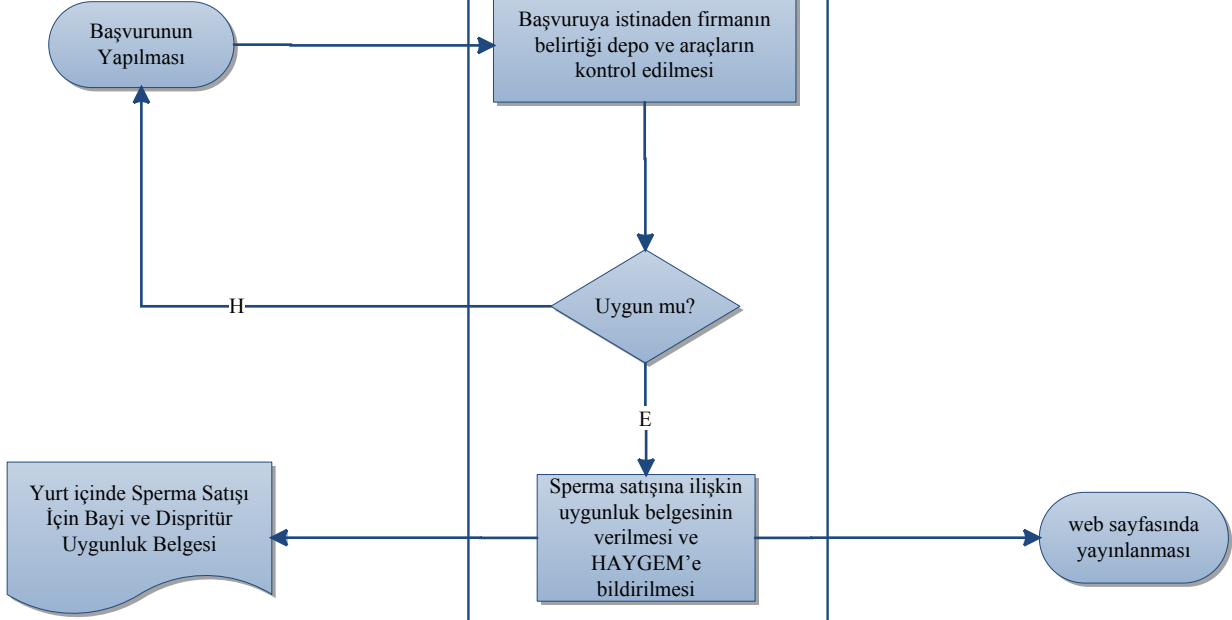 Başvurunun
Yapılması
Başvuruya istinaden firmanın
belirtiği depo ve araçların
kontrol edilmesi
Uygun mu?
H
E
Yurt içinde Sperma Satışı
İçin Bayi ve Dispritür
Uygunluk Belgesi
Sperma satışına ilişkin
uygunluk belgesinin
verilmesi ve
HAYGEM’e
bildirilmesi
web sayfasında
yayınlanması